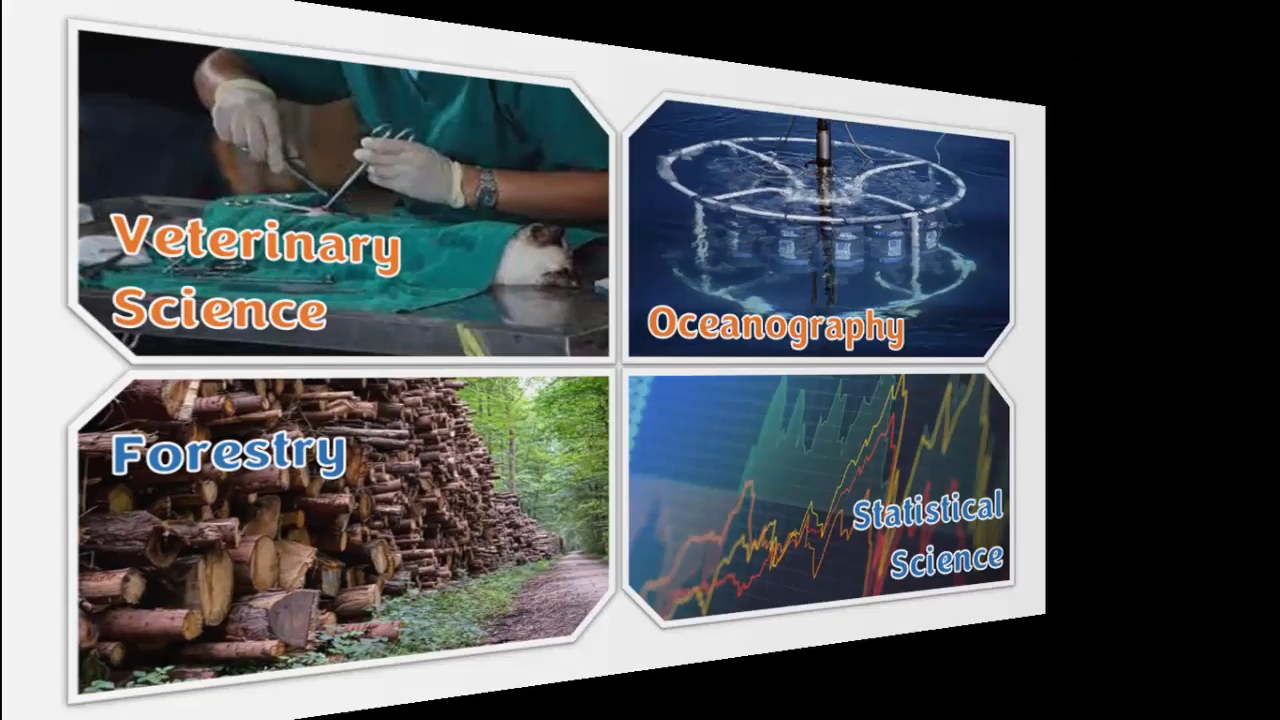 Veterinary
Science
Oceanography
Forestry
Statistical
Science